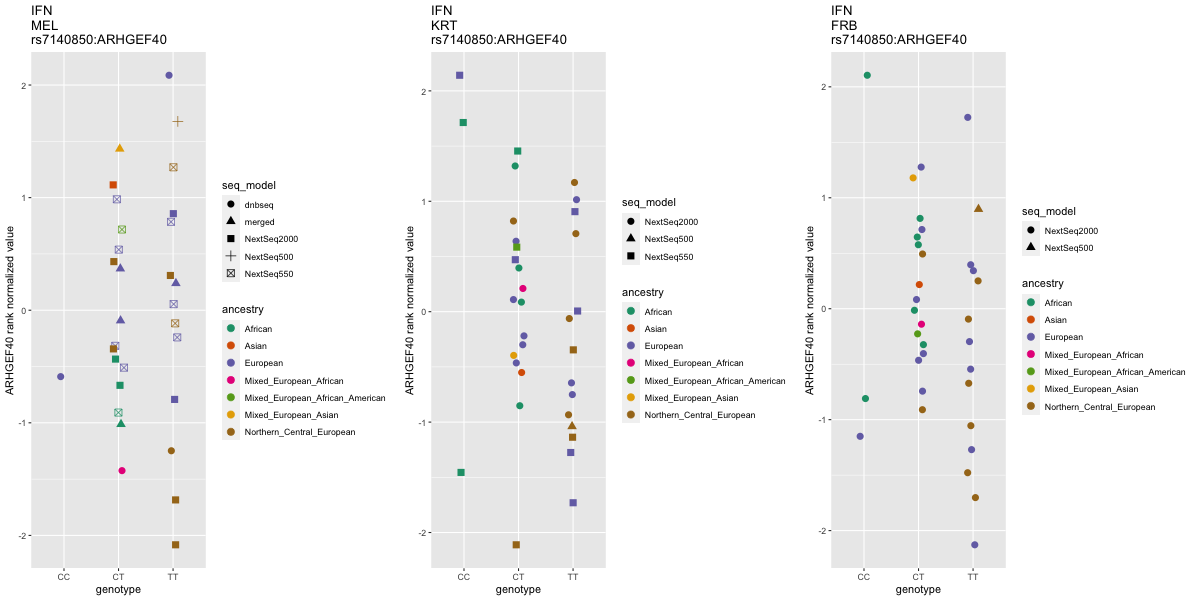 IFN
MEL
rs7140850:ARHGEF40
ARHGEF40 rank normalized value
2
1
0
-1
-2
CC CT TT
genotype
seq_model
dnbseq
merged
NextSeq2000
NextSeq500
NextSeq550
ancestry
African
Asian
European
Mixed_European_African
Mixed_European_African_American
Mixed_European_Asian
Northern_Central_European
IFN
KRT
rs7140850:ARHGEF40
ARHGEF40 rank normalized value
2
1
0
-1
-2
CC CT TT
genotype
seq_model
NextSeq2000
NextSeq500
NextSeq550
ancestry
African
Asian
European
Mixed_European_African
Mixed_European_African_American
Mixed_European_Asian
Northern_Central_European
IFN
FRB
rs7140850:ARHGEF40
ARHGEF40 rank normalized value
2
1
0
-1
-2
CC CT TT
genotype
seq_model
NextSeq2000
NextSeq500
ancestry
African
Asian
European
Mixed_European_African
Mixed_European_African_American
Mixed_European_Asian
Northern_Central_European